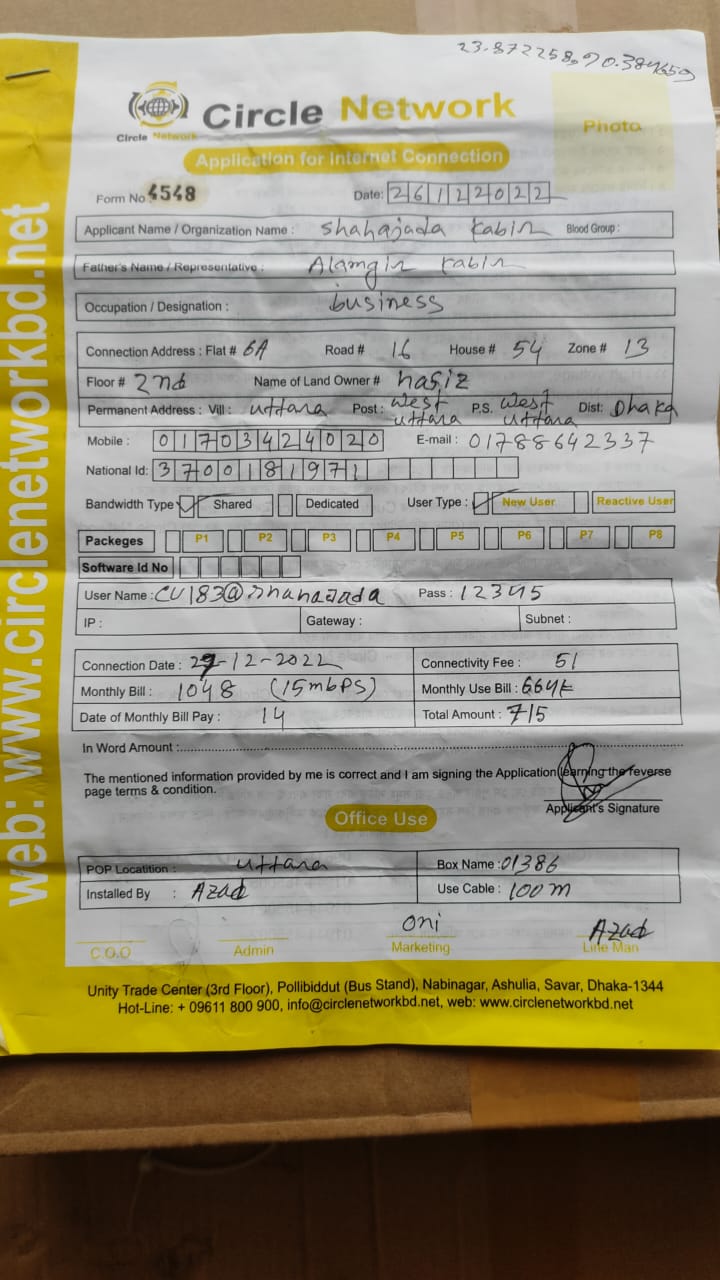 23.872258,90.384659
Circle Network
Circle Network
Photo
Application for Internet Connection
Form No 4548 Date: 26122022
Applicant Name / Organization Name : Shahajada Kabir Blood Group :
Father's Name / Representative : Alamgir Kabir
Occupation / Designation : business
Connection Address : Flat # 6A Road # 16 House # 54 Zone # 13
Floor # 2nd Name of Land Owner # hafiz
Permanent Address : Vill : uttara Post : West uttara P.S. West uttara Dist: Dhaka
Mobile : 01703424020 E-mail : 01788642337
National Id: 3700181971
Bandwidth Type Shared Dedicated User Type : New User Reactive User
Packeges P1 P2 P3 P4 P5 P6 P7 P8
Software Id No
User Name : CU183@shahajada Pass : 12345
IP : Gateway : Subnet :
Connection Date : 27-12-2022 Connectivity Fee : 51
Monthly Bill : 1048 (15mbps) Monthly Use Bill : 664
Date of Monthly Bill Pay : 14 Total Amount : 715
In Word Amount :
The mentioned information provided by me is correct and I am signing the Application (learning the reverse
page terms & condition.
Applicant's Signature
Office Use
POP Locatition : uttara Box Name : 01386
Installed By : Azad Use Cable : 100m
oni Azad
C.O.O Admin Marketing Line Man
Unity Trade Center (3rd Floor), Pollibiddut (Bus Stand), Nabinagar, Ashulia, Savar, Dhaka-1344
Hot-Line: + 09611 800 900, info@circlenetworkbd.net, web: www.circlenetworkbd.net
web: www.circlenetworkbd.net